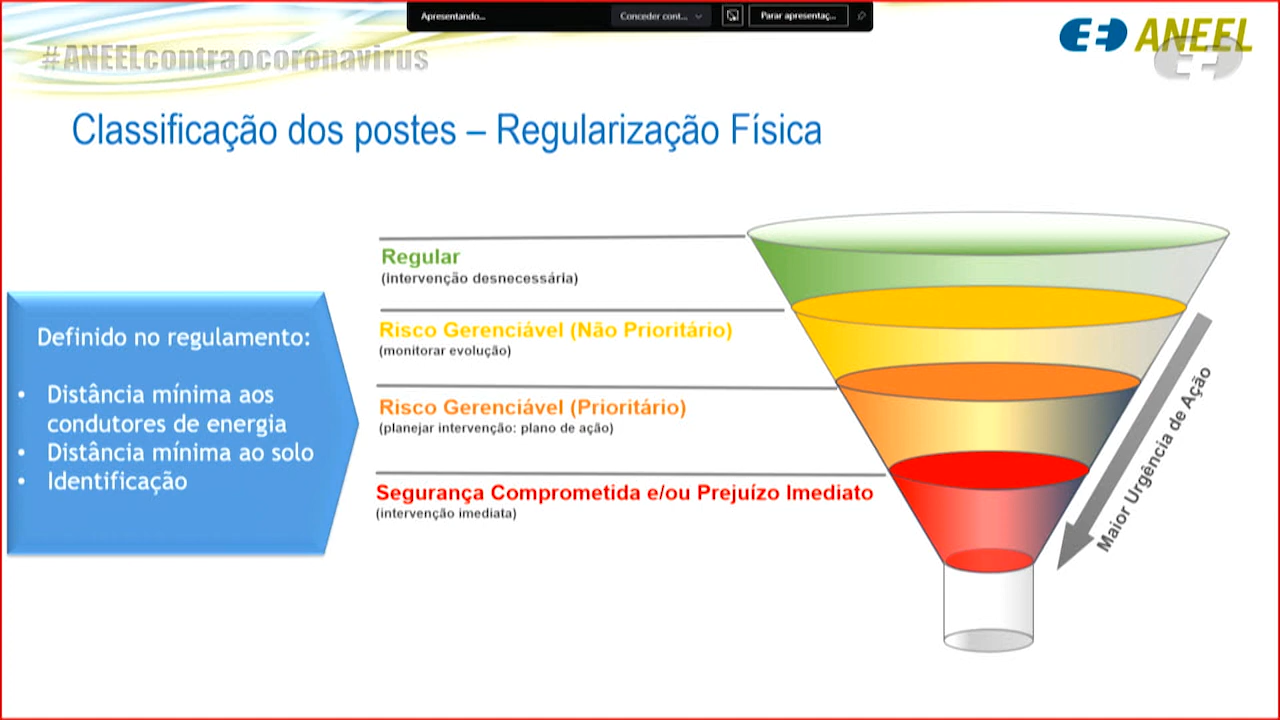 Apresentando...
Conceder cont...
Parar apresentaç...
#ANEELcontraocoronavirus
ANEEL
Classificação dos postes – Regularização Física
Definido no regulamento:
• Distância mínima aos
condutores de energia
• Distância mínima ao solo
• Identificação
Regular
(intervenção desnecessária)
Risco Gerenciável (Não Prioritário)
(monitorar evolução)
Risco Gerenciável (Prioritário)
(planejar intervenção: plano de ação)
Segurança Comprometida e/ou Prejuízo Imediato
(intervenção imediata)
Maior Urgência de Ação